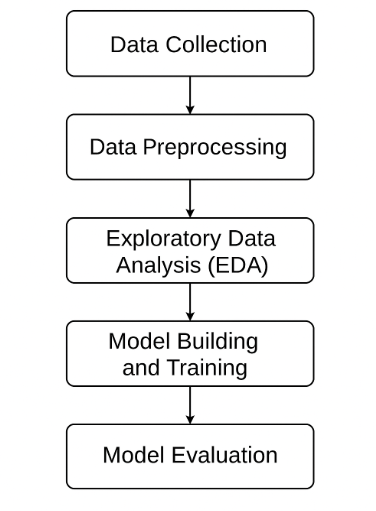 Data Collection
Data Preprocessing
Exploratory Data
Analysis (EDA)
Model Building
and Training
Model Evaluation